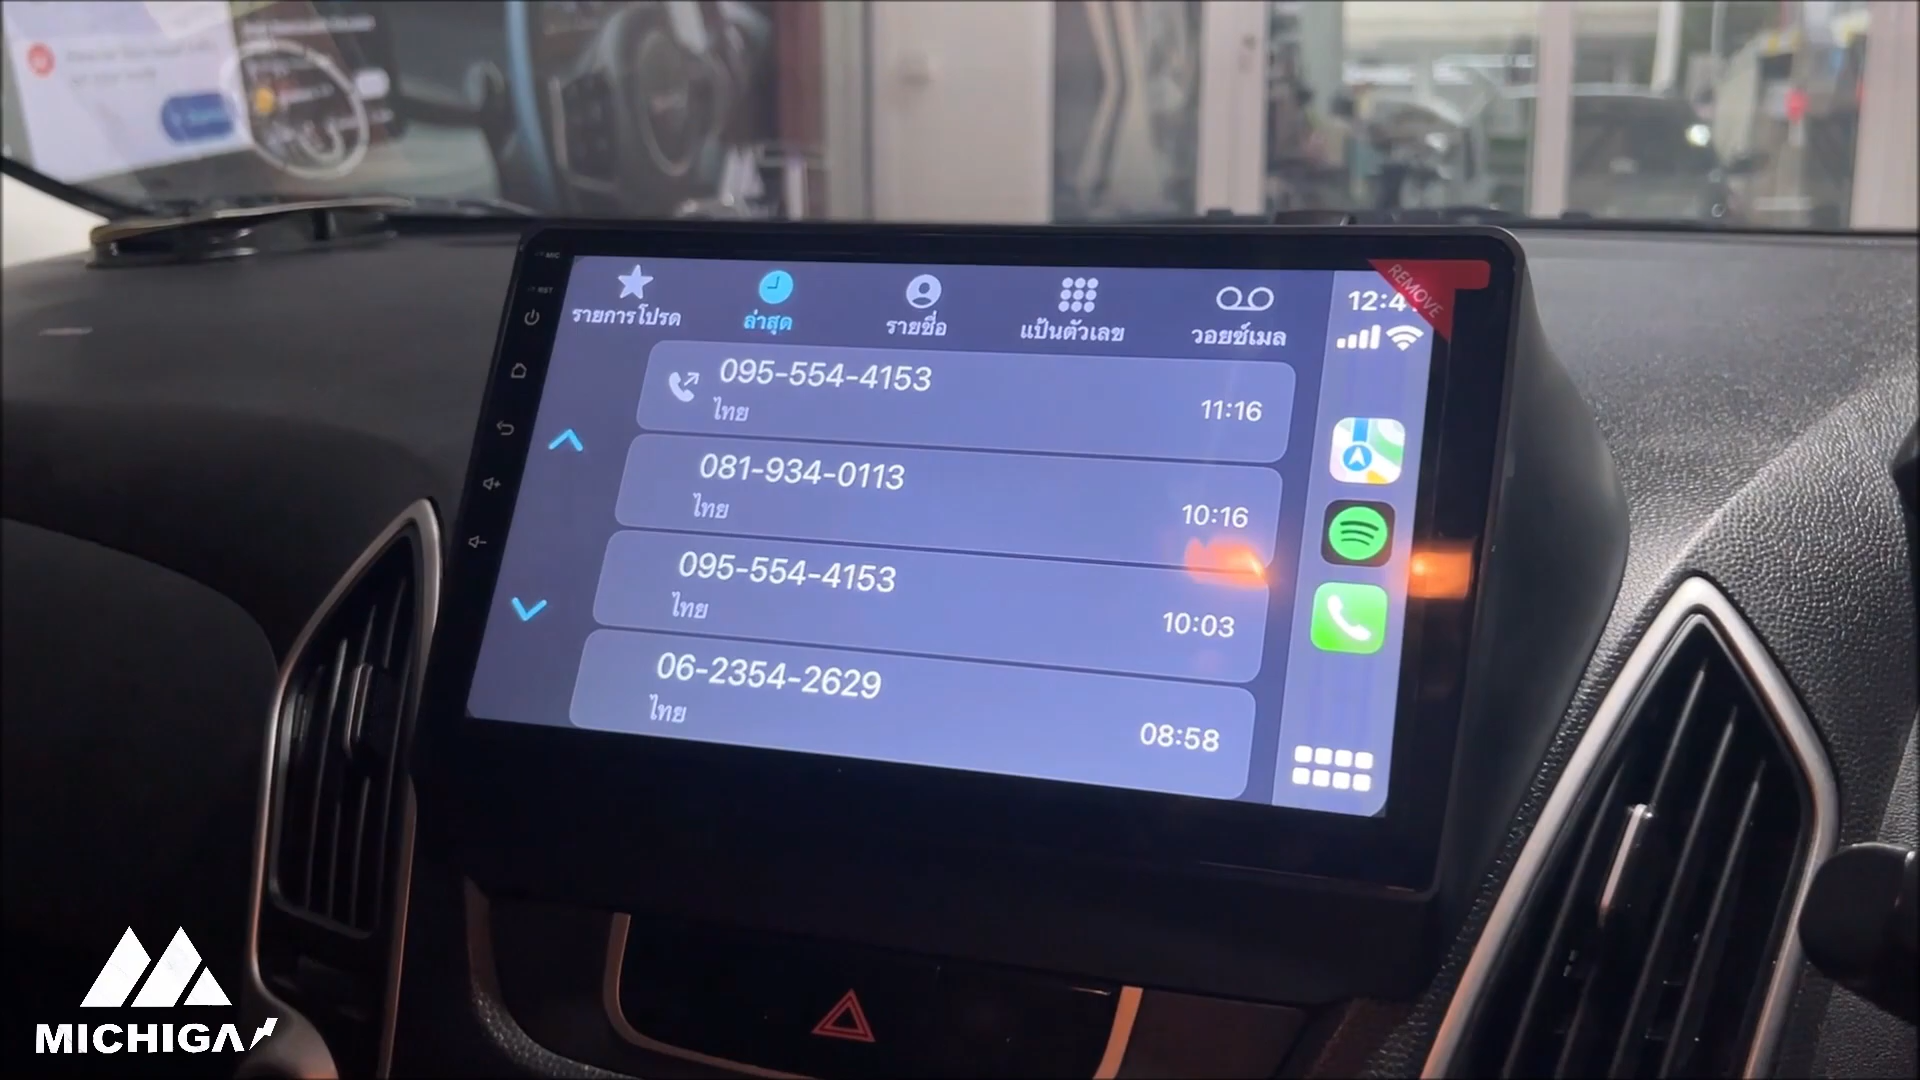 MIC
RST
รายการโปรด
ล่าสุด
รายชื่อ
แป้นตัวเลข
วอยซ์เมล
REMOVE
095-554-4153
ไทย
11:16
081-934-0113
ไทย
10:16
095-554-4153
ไทย
10:03
06-2354-2629
ไทย
08:58
MICHIGA